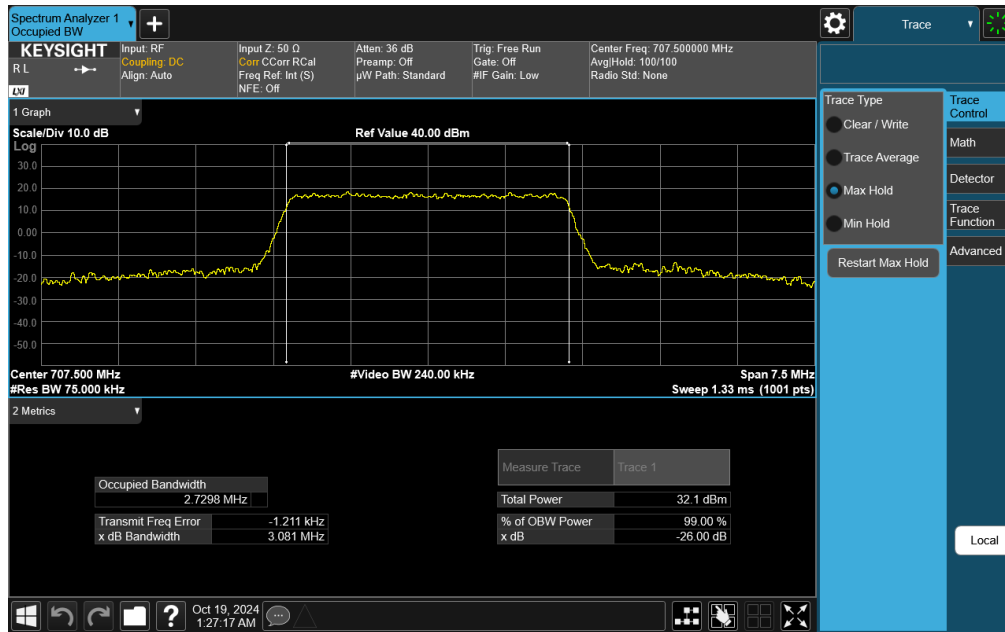 Spectrum Analyzer 1
Occupied BW
Trace
KEYSIGHT
R L
LXI
Input: RF
Coupling: DC
Align: Auto
Input Z: 50 Ω
Corr CCorr RCal
Freq Ref: Int (S)
NFE: Off
Atten: 36 dB
Preamp: Off
µW Path: Standard
Trig: Free Run
Gate: Off
#IF Gain: Low
Center Freq: 707.500000 MHz
Avg|Hold: 100/100
Radio Std: None
1 Graph
Scale/Div 10.0 dB
Ref Value 40.00 dBm
Log
30.0
20.0
10.0
0.00
-10.0
-20.0
-30.0
-40.0
-50.0
Center 707.500 MHz
#Video BW 240.00 kHz
Span 7.5 MHz
#Res BW 75.000 kHz
Sweep 1.33 ms (1001 pts)
2 Metrics
Occupied Bandwidth
2.7298 MHz
Transmit Freq Error -1.211 kHz
x dB Bandwidth 3.081 MHz
Measure Trace Trace 1
Total Power 32.1 dBm
% of OBW Power 99.00 %
x dB -26.00 dB
Trace Type
Clear / Write
Trace Average
Max Hold
Min Hold
Restart Max Hold
Trace
Control
Math
Detector
Trace
Function
Advanced
Local
?
Oct 19, 2024
1:27:17 AM